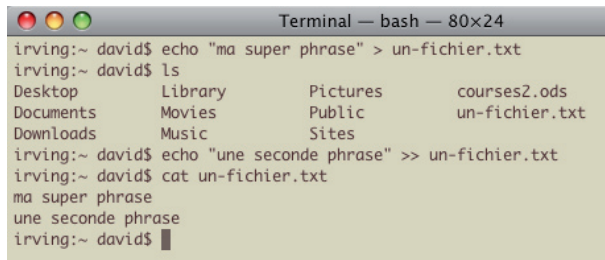 Terminal — bash — 80×24
irving:~ david$ echo "ma super phrase" > un-fichier.txt
irving:~ david$ ls
Desktop Library Pictures courses2.ods
Documents Movies Public un-fichier.txt
Downloads Music Sites
irving:~ david$ echo "une seconde phrase" >> un-fichier.txt
irving:~ david$ cat un-fichier.txt
ma super phrase
une seconde phrase
irving:~ david$